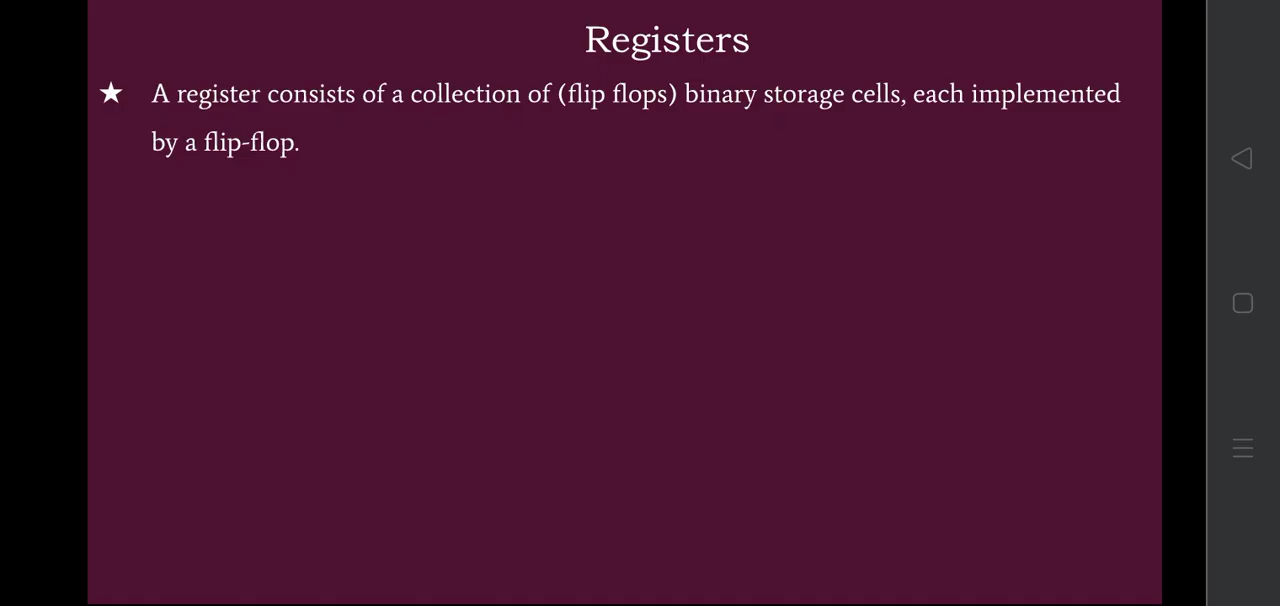 Registers
★ A register consists of a collection of (flip flops) binary storage cells, each implemented
by a flip-flop.